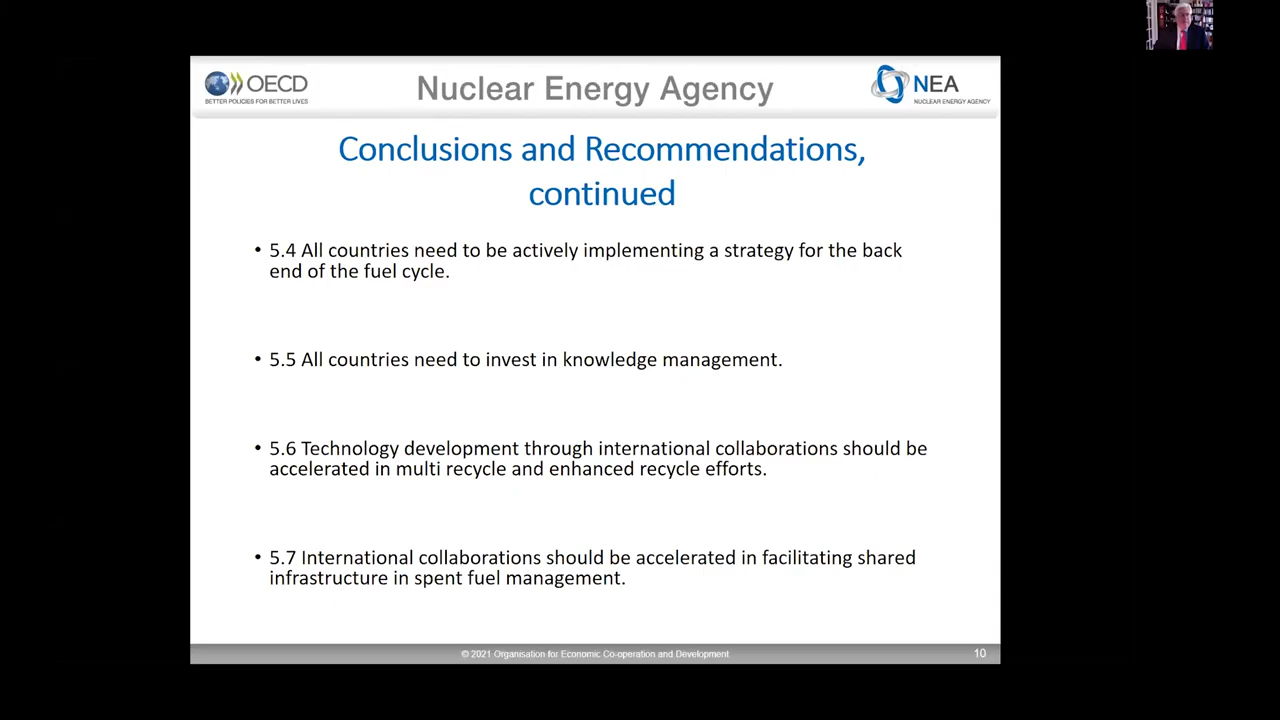 OECD
BETTER POLICIES FOR BETTER LIVES
Nuclear Energy Agency
NEA
NUCLEAR ENERGY AGENCY
Conclusions and Recommendations,
continued
• 5.4 All countries need to be actively implementing a strategy for the back
end of the fuel cycle.
• 5.5 All countries need to invest in knowledge management.
• 5.6 Technology development through international collaborations should be
accelerated in multi recycle and enhanced recycle efforts.
• 5.7 International collaborations should be accelerated in facilitating shared
infrastructure in spent fuel management.
© 2021 Organisation for Economic Co-operation and Development
10